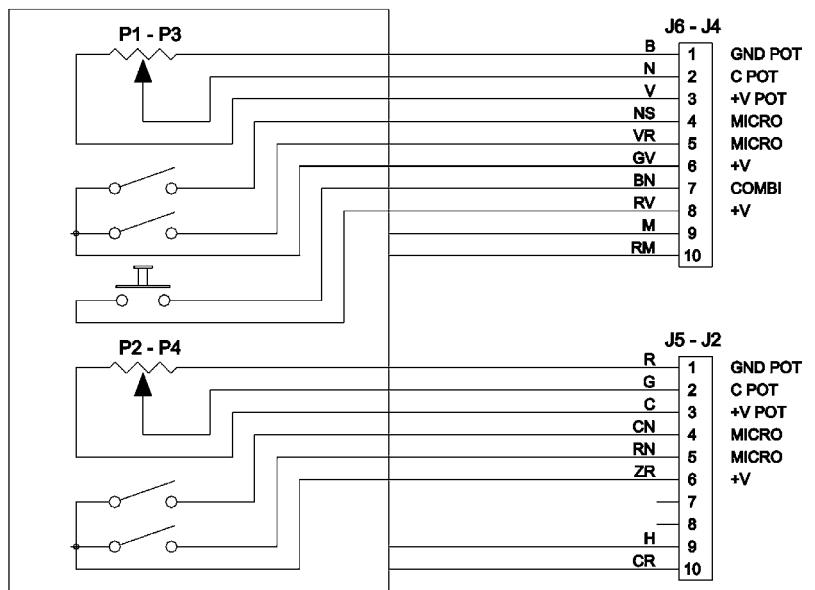 P1 - P3
J6 - J4
B 1 GND POT
N 2 C POT
V 3 +V POT
NS 4 MICRO
VR 5 MICRO
GV 6 +V
BN 7 COMBI
RV 8 +V
M 9
RM 10
P2 - P4
J5 - J2
R 1 GND POT
G 2 C POT
C 3 +V POT
CN 4 MICRO
RN 5 MICRO
ZR 6 +V
7
8
H 9
CR 10